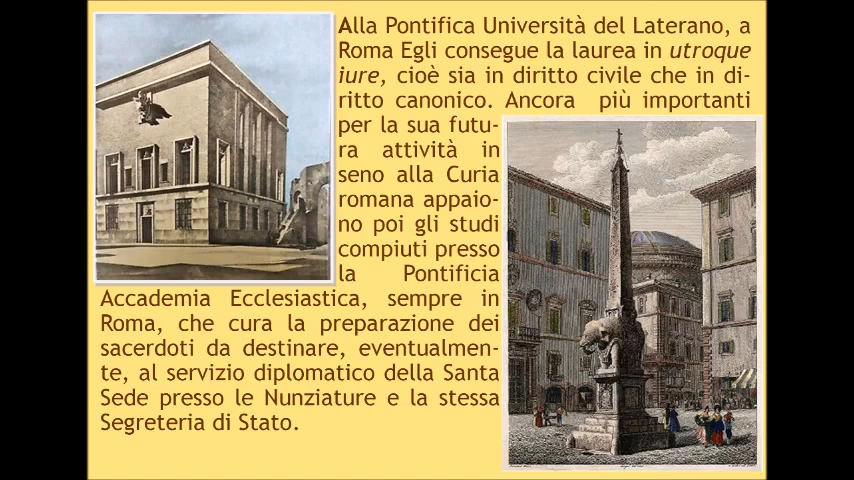 Alla Pontifica Università del Laterano, a
Roma Egli consegue la laurea in utroque
iure, cioè sia in diritto civile che in di-
ritto canonico. Ancora più importanti
per la sua futu-
ra attività in
seno alla Curia
romana appaio-
no poi gli studi
compiuti presso
la Pontificia
Accademia Ecclesiastica, sempre in
Roma, che cura la preparazione dei
sacerdoti da destinare, eventualmen-
te, al servizio diplomatico della Santa
Sede presso le Nunziature e la stessa
Segreteria di Stato.